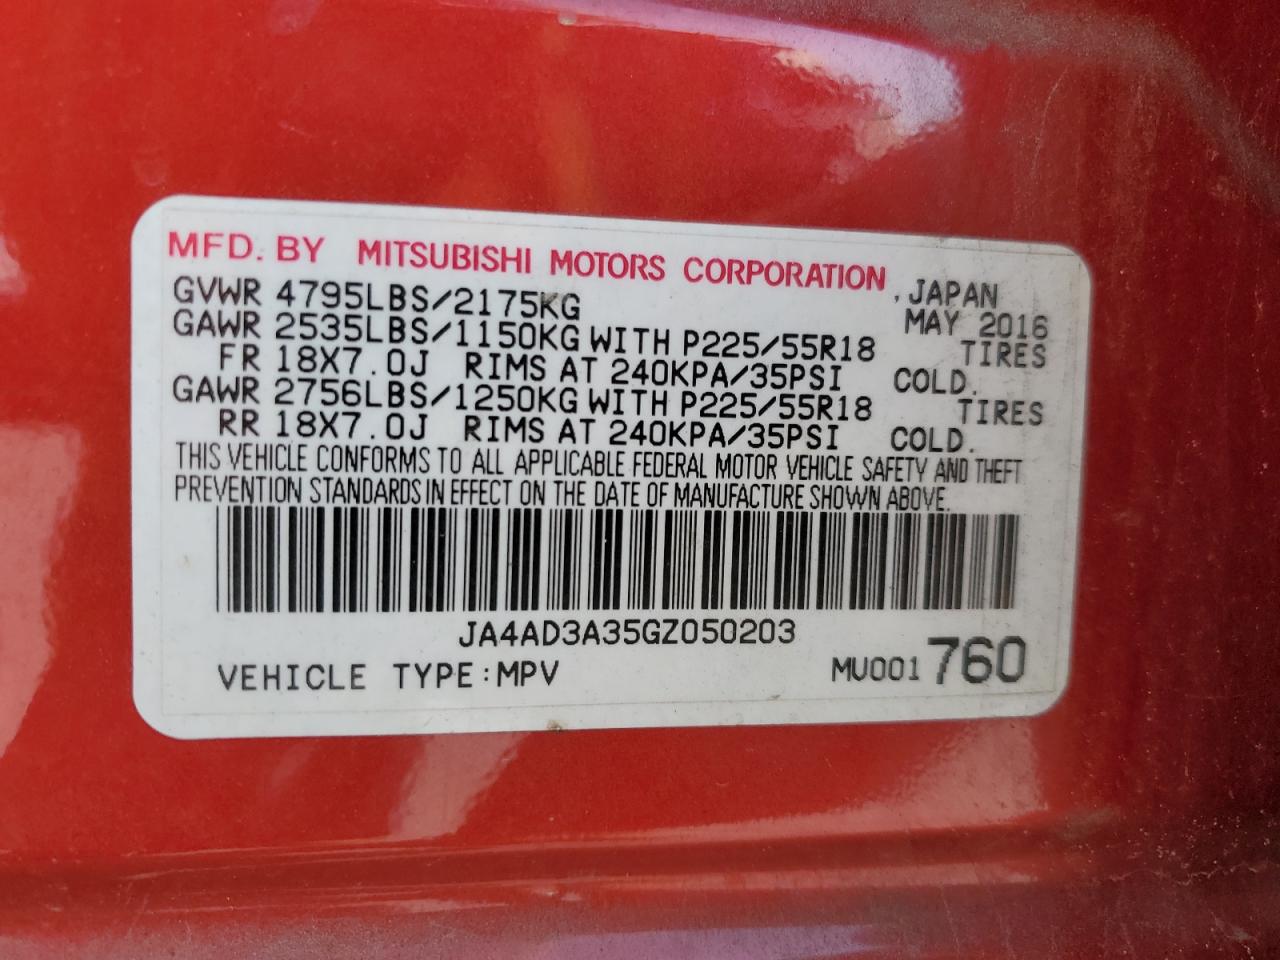 MFD. BY MITSUBISHI MOTORS CORPORATION, JAPAN
GVWR 4795LBS/2175KG MAY 2016
GAWR 2535LBS/1150KG WITH P225/55R18 TIRES
FR 18X7.0J RIMS AT 240KPA/35PSI COLD.
GAWR 2756LBS/1250KG WITH P225/55R18 TIRES
RR 18X7.0J RIMS AT 240KPA/35PSI COLD.
THIS VEHICLE CONFORMS TO ALL APPLICABLE FEDERAL MOTOR VEHICLE SAFETY AND THEFT
PREVENTION STANDARDS IN EFFECT ON THE DATE OF MANUFACTURE SHOWN ABOVE.
JA4AD3A35GZ050203
VEHICLE TYPE:MPV MU001760